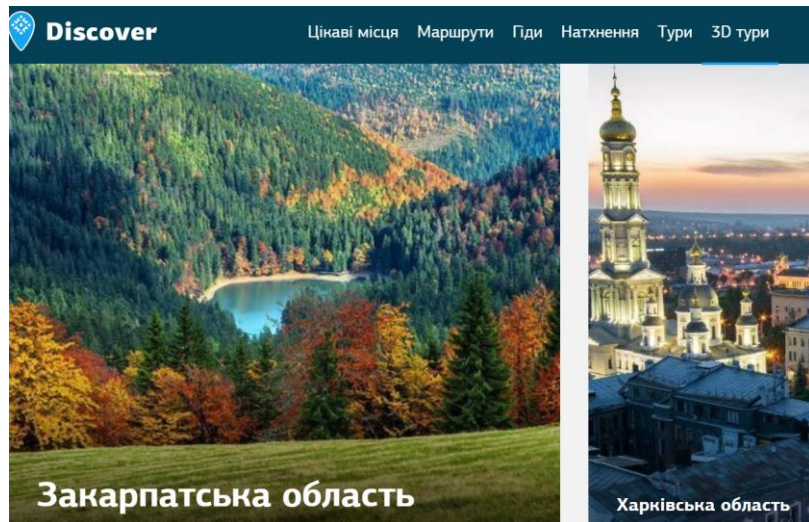 Discover
Цікаві місця Маршрути Гіди Натхнення Тури 3D тури
Закарпатська область
Харківська область